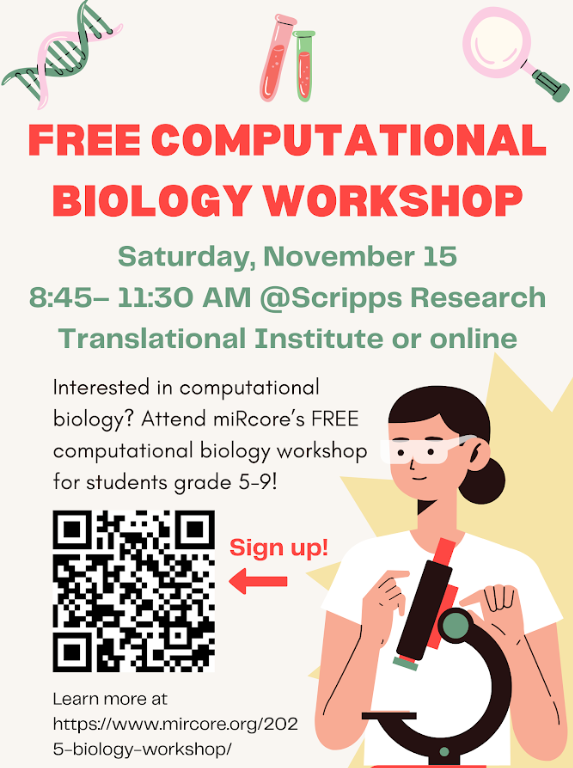 FREE COMPUTATIONAL
BIOLOGY WORKSHOP
Saturday, November 15
8:45– 11:30 AM @Scripps Research
Translational Institute or online
Interested in computational
biology? Attend miRcore's FREE
computational biology workshop
for students grade 5-9!
Sign up!
Learn more at
https://www.mircore.org/202
5-biology-workshop/